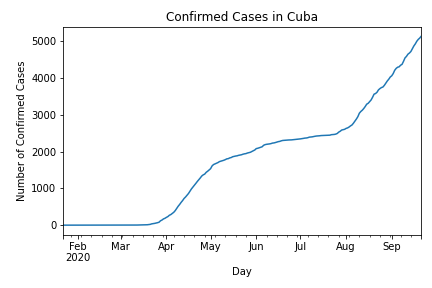 Confirmed Cases in Cuba
Number of Confirmed Cases
5000
4000
3000
2000
1000
0
Feb Mar Apr May Jun Jul Aug Sep
2020
Day